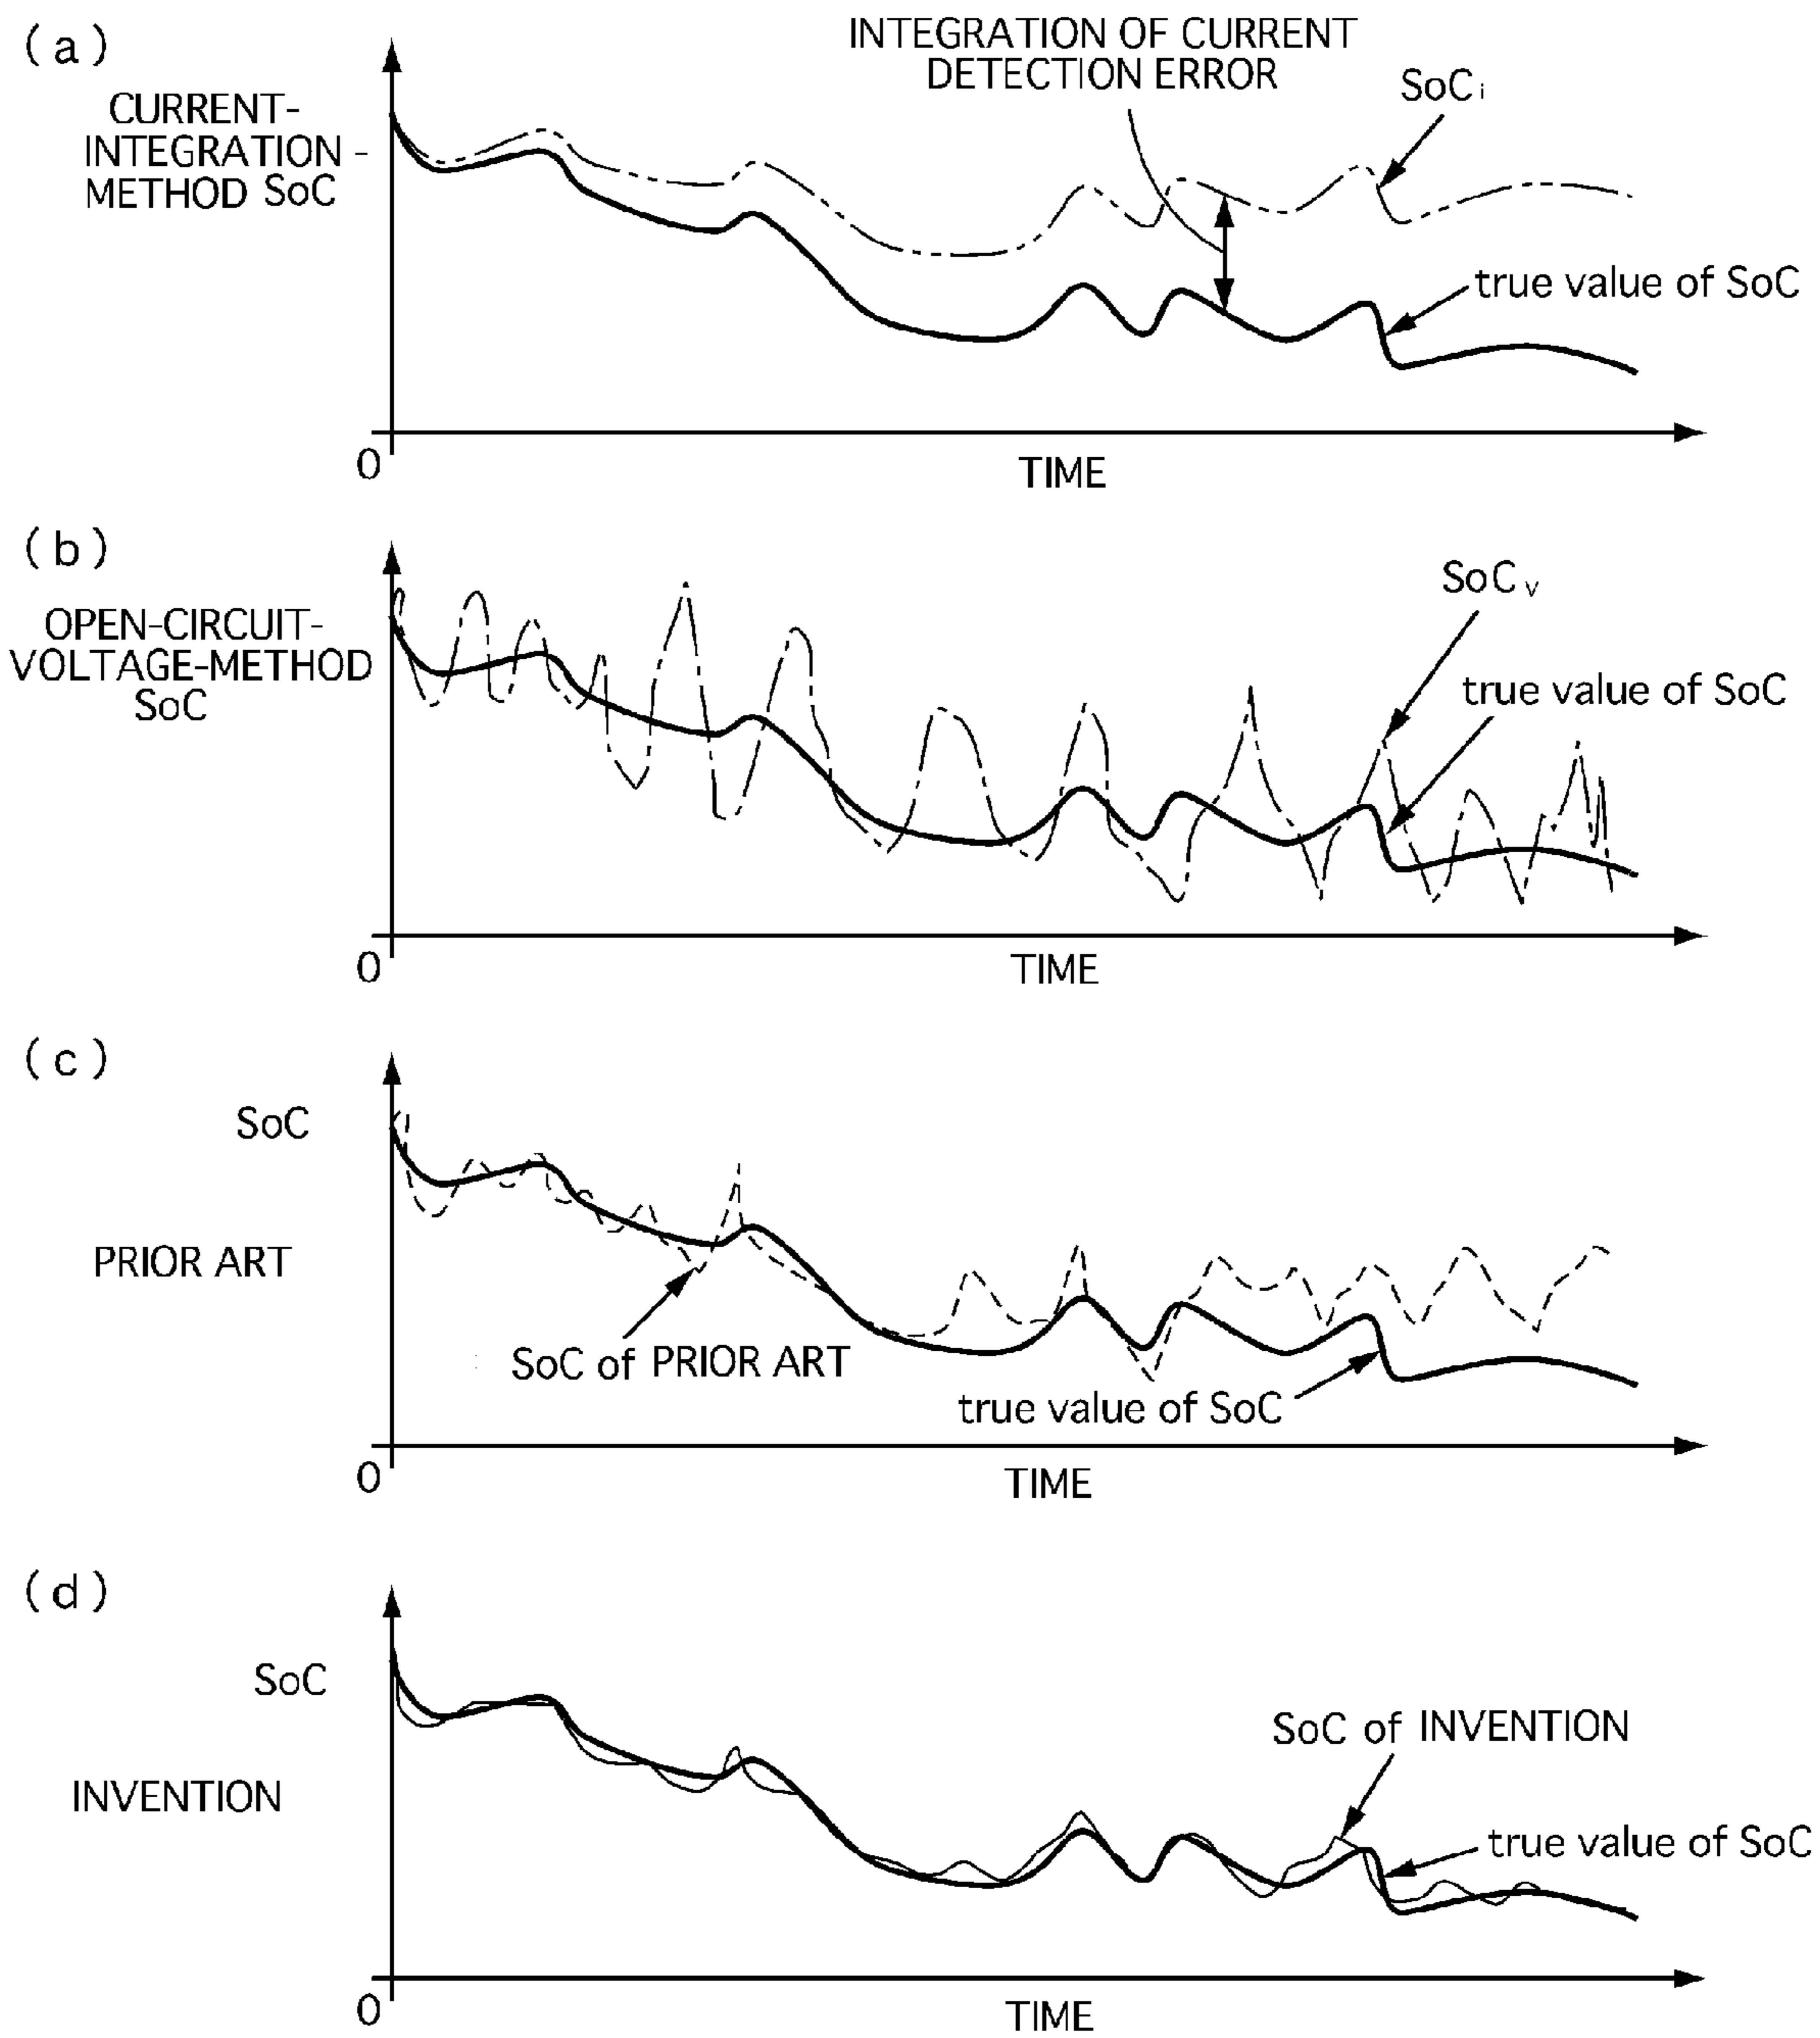 (a)
INTEGRATION OF CURRENT
DETECTION ERROR
SoCi
CURRENT-
INTEGRATION-
METHOD SoC
true value of SoC
0
TIME
(b)
SoCv
OPEN-CIRCUIT-
VOLTAGE-METHOD
SoC
true value of SoC
0
TIME
(c)
SoC
PRIOR ART
SoC of PRIOR ART
true value of SoC
0
TIME
(d)
SoC
SoC of INVENTION
INVENTION
true value of SoC
0
TIME